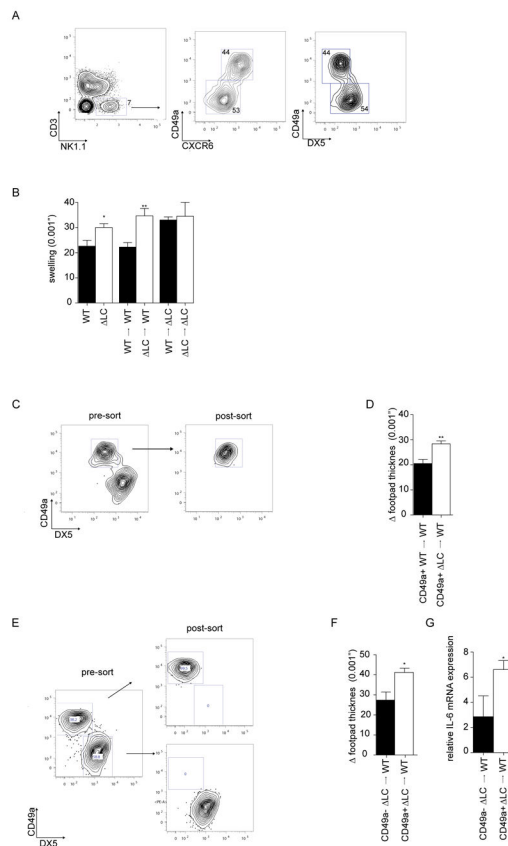 A
7
CD3
NK1.1
44
53
CD49a
CXCR6
44
54
CD49a
DX5
B
40
30
20
10
0
swelling (0.001")
*
**
WT
ΔLC
WT → WT
ΔLC → WT
WT → ΔLC
ΔLC → ΔLC
C
pre-sort
post-sort
CD49a
DX5
D
Δ footpad thicknes (0.001")
40
30
20
10
0
**
CD49a+ WT → WT
CD49a+ ΔLC → WT
E
pre-sort
post-sort
CD49a
DX5
F
Δ footpad thicknes (0.001")
50
40
30
20
10
0
*
CD49a- ΔLC → WT
CD49a+ ΔLC → WT
G
relative IL-6 mRNA expression
8
6
4
2
0
*
CD49a- ΔLC → WT
CD49a+ ΔLC → WT